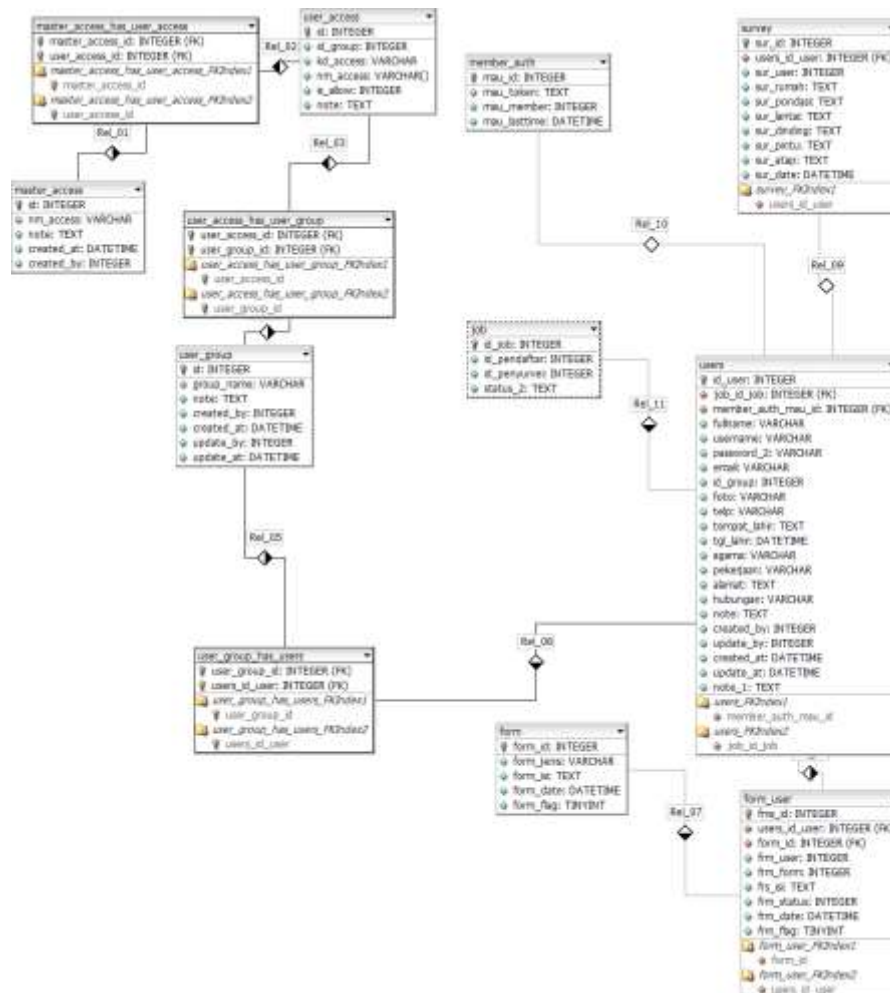 master_access_has_user_access
master_access_id: INTEGER (FK)
user_access_id: INTEGER (FK)
master_access_has_user_access_FKIndex1
master_access_id
master_access_has_user_access_FKIndex2
user_access_id
Rel_01
Rel_02
user_access
id: INTEGER
id_group: INTEGER
kd_access: VARCHAR
nm_access: VARCHAR()
is_allow: INTEGER
note: TEXT
Rel_03
master_access
id: INTEGER
nm_access: VARCHAR
note: TEXT
created_at: DATETIME
created_by: INTEGER
user_access_has_user_group
user_access_id: INTEGER (FK)
user_group_id: INTEGER (FK)
user_access_has_user_group_FKIndex1
user_access_id
user_access_has_user_group_FKIndex2
user_group_id
user_group
id: INTEGER
group_name: VARCHAR
note: TEXT
created_by: INTEGER
created_at: DATETIME
update_by: INTEGER
update_at: DATETIME
Rel_05
user_group_has_users
user_group_id: INTEGER (FK)
users_id_user: INTEGER (FK)
user_group_has_users_FKIndex1
user_group_id
user_group_has_users_FKIndex2
users_id_user
member_auth
mau_id: INTEGER
mau_token: TEXT
mau_member: INTEGER
mau_lasttime: DATETIME
Rel_10
survey
sur_id: INTEGER
users_id_user: INTEGER (FK)
sur_user: INTEGER
sur_rumah: TEXT
sur_pondasi: TEXT
sur_lantai: TEXT
sur_dinding: TEXT
sur_pintu: TEXT
sur_atap: TEXT
sur_date: DATETIME
survey_FKIndex1
users_id_user
Rel_09
job
id_job: INTEGER
id_pendaftar: INTEGER
id_pensurvei: INTEGER
status_2: TEXT
Rel_11
users
id_user: INTEGER
job_id_job: INTEGER (FK)
member_auth_mau_id: INTEGER (FK)
fullname: VARCHAR
username: VARCHAR
password_2: VARCHAR
email: VARCHAR
id_group: INTEGER
foto: VARCHAR
telp: VARCHAR
tempat_lahir: TEXT
tgl_lahir: DATETIME
agama: VARCHAR
pekerjaan: VARCHAR
alamat: TEXT
hubungan: VARCHAR
note: TEXT
created_by: INTEGER
update_by: INTEGER
created_at: DATETIME
update_at: DATETIME
note_1: TEXT
users_FKIndex1
member_auth_mau_id
users_FKIndex2
job_id_job
Rel_08
form
form_id: INTEGER
form_jenis: VARCHAR
form_isi: TEXT
form_date: DATETIME
form_flag: TINYINT
Rel_07
form_user
frns_id: INTEGER
users_id_user: INTEGER (FK)
form_id: INTEGER (FK)
frm_user: INTEGER
frm_form: INTEGER
frs_isi: TEXT
frm_status: INTEGER
frm_date: DATETIME
frm_flag: TINYINT
form_user_FKIndex1
form_id
form_user_FKIndex2
users_id_user